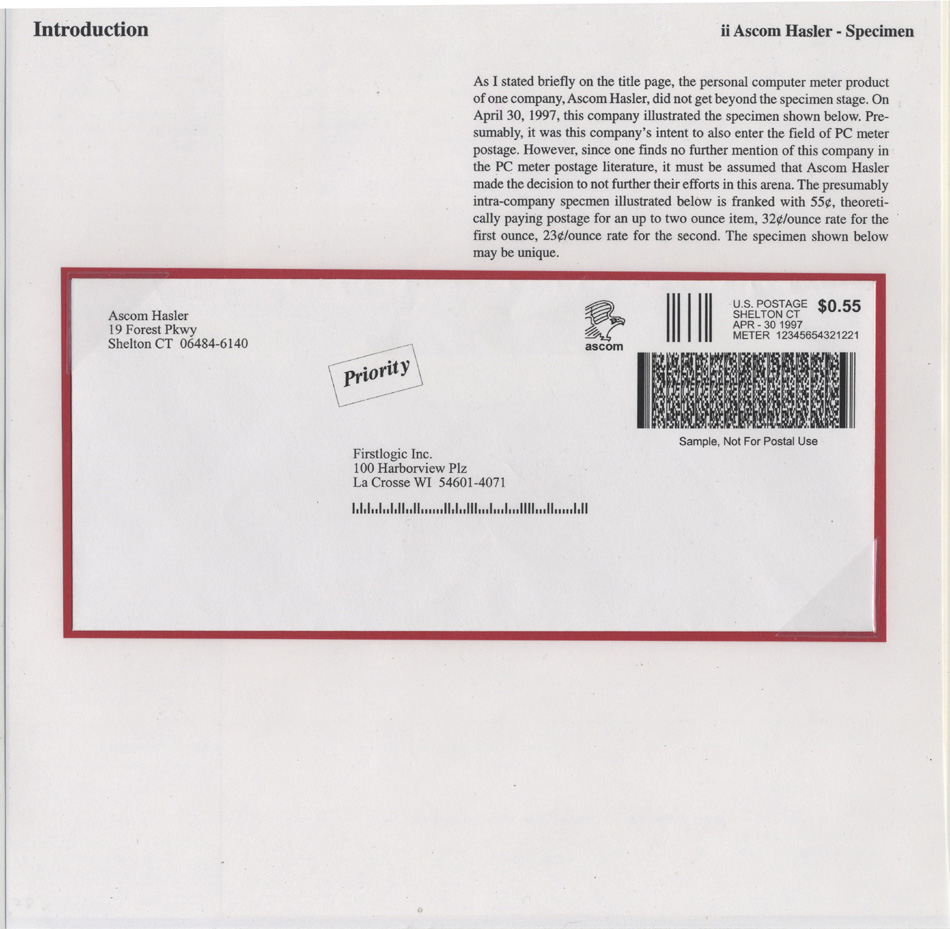 Introduction
ii Ascom Hasler - Specimen
As I stated briefly on the title page, the personal computer meter product
of one company, Ascom Hasler, did not get beyond the specimen stage. On
April 30, 1997, this company illustrated the specimen shown below. Pre-
sumably, it was this company's intent to also enter the field of PC meter
postage. However, since one finds no further mention of this company in
the PC meter postage literature, it must be assumed that Ascom Hasler
made the decision to not further their efforts in this arena. The presumably
intra-company specmen illustrated below is franked with 55¢, theoreti-
cally paying postage for an up to two ounce item, 32¢/ounce rate for the
first ounce, 23¢/ounce rate for the second. The specimen shown below
may be unique.
Ascom Hasler
19 Forest Pkwy
Shelton CT 06484-6140
Priority
ascom
U.S. POSTAGE $0.55
SHELTON CT
APR - 30 1997
METER 12345654321221
Sample, Not For Postal Use
Firstlogic Inc.
100 Harborview Plz
La Crosse WI 54601-4071